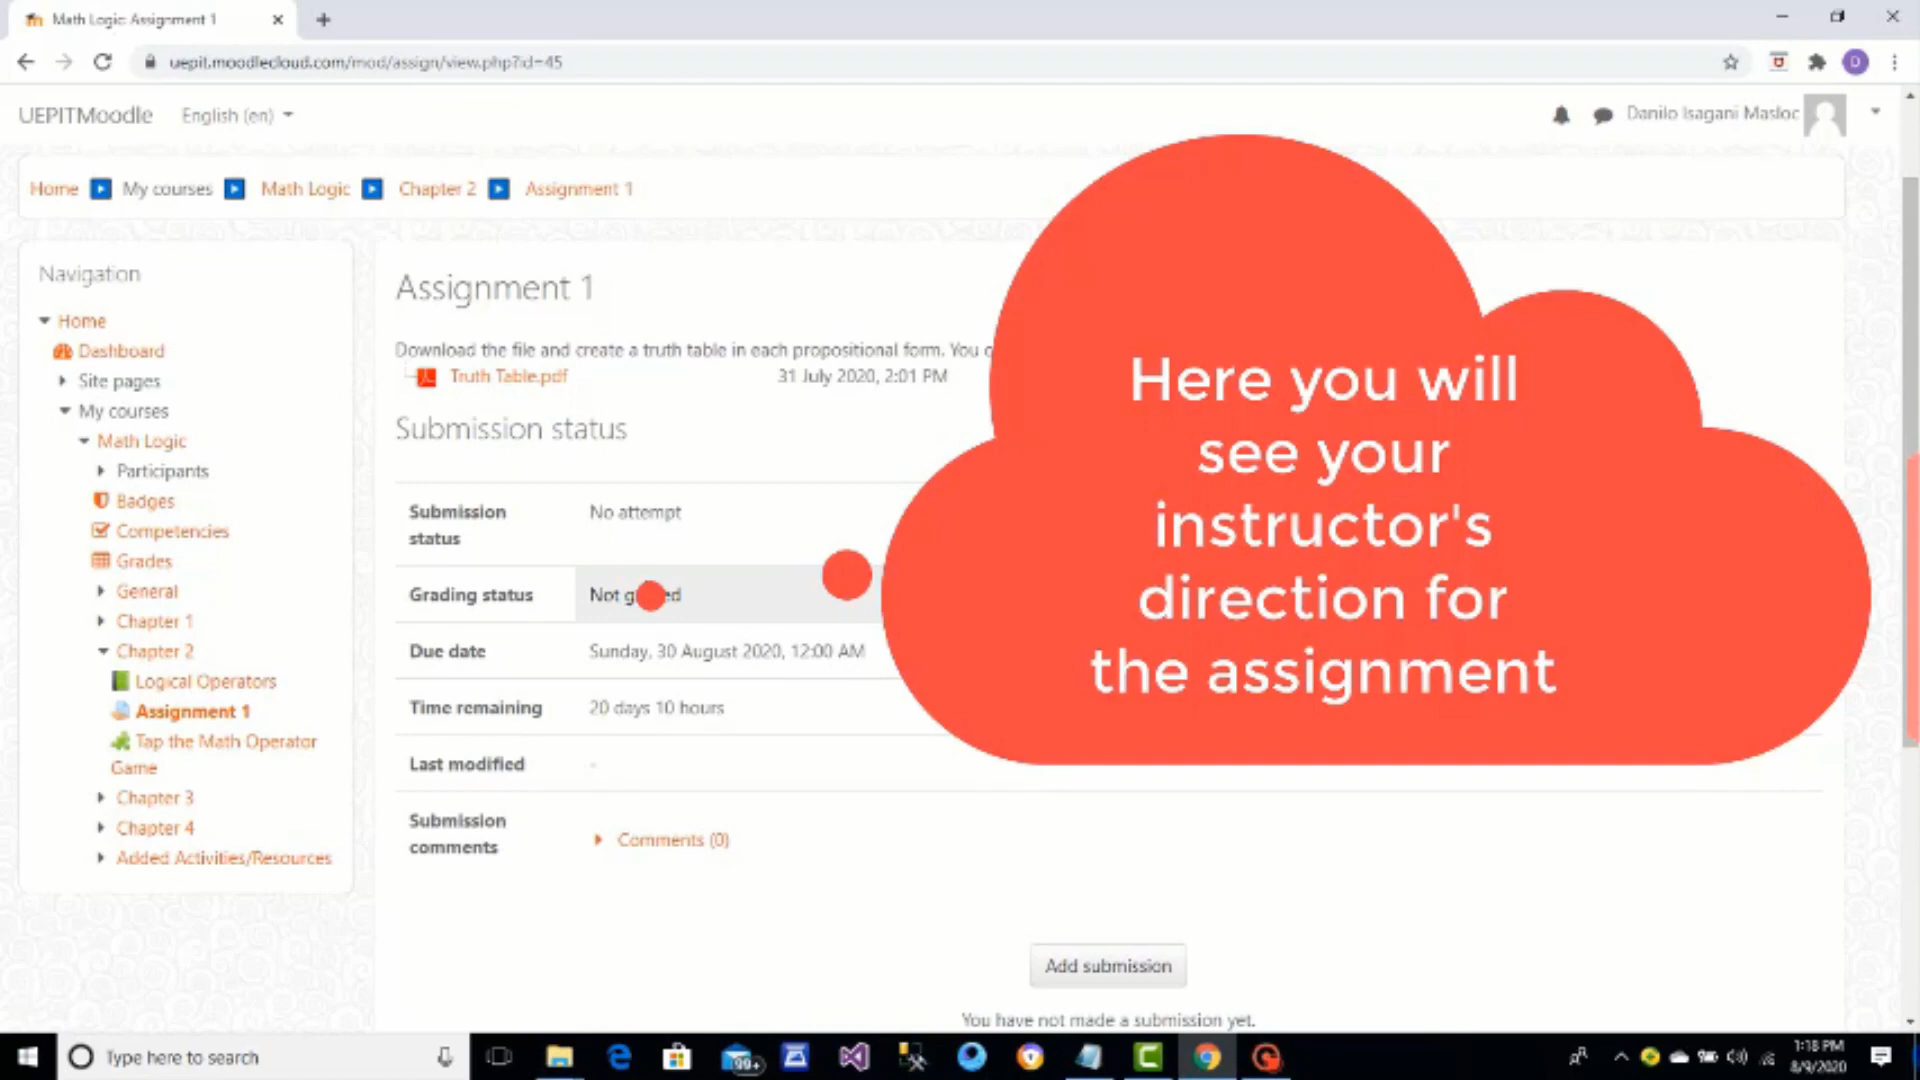 Math Logic: Assignment 1
uepit.moodlecloud.com/mod/assign/view.php?id=45
D
UEPITMoodle English (en)
Danilo Isagani Masloc
Home My courses Math Logic Chapter 2 Assignment 1
Navigation
Home
Dashboard
Site pages
My courses
Math Logic
Participants
Badges
Competencies
Grades
General
Chapter 1
Chapter 2
Logical Operators
Assignment 1
Tap the Math Operator
Game
Chapter 3
Chapter 4
Added Activities/Resources
Assignment 1
Download the file and create a truth table in each propositional form. You
Truth Table.pdf 31 July 2020, 2:01 PM
Submission status
Submission
status
No attempt
Grading status Not
Due date Sunday, 30 August 2020, 12:00 AM
Time remaining 20 days 10 hours
Last modified -
Submission
comments
Comments (0)
Add submission
You have not made a submission yet.
Here you will
see your
instructor's
direction for
the assignment
Type here to search
99+
1:18 PM
8/9/2020